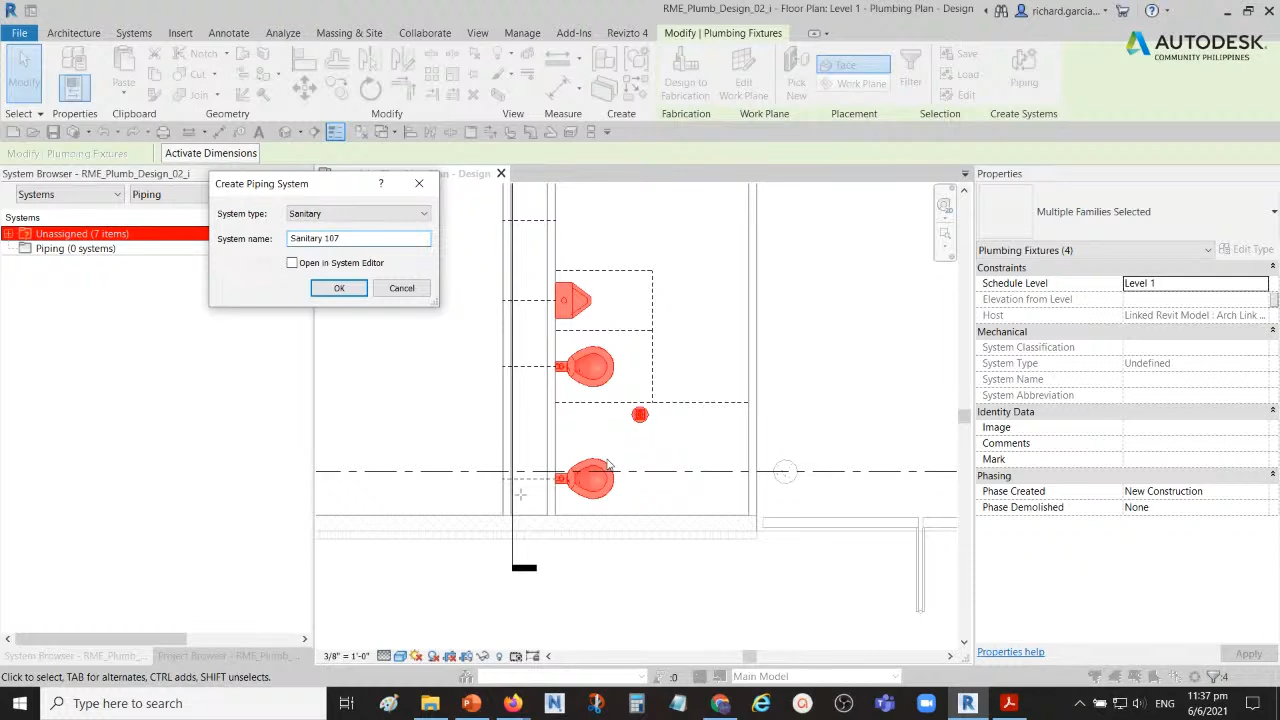 RME_Plumb_Design_02_i - Floor Plan: Level 1 - Plumbing Plan - Design
richard.garcia...
File
Architecture
Systems
Insert
Annotate
Analyze
Massing & Site
Collaborate
View
Manage
Add-Ins
Revizto 4
Modify | Plumbing Fixtures
AUTODESK.
COMMUNITY PHILIPPINES
Modify
Paste
Notch
Cut
Join
Design to
Fabrication
Edit
Work Plane
Pick
New
Face
Work Plane
Filter
Save
Load
Edit
Piping
Select
Properties
Clipboard
Geometry
Modify
View
Measure
Create
Fabrication
Work Plane
Placement
Selection
Create Systems
Modify | Plumbing Fixtures
Activate Dimensions
System Browser - RME_Plumb_Design_02_i
Systems
Piping
Systems
Unassigned (7 items)
Piping (0 systems)
- Design
Create Piping System
?
System type:
Sanitary
System name:
Sanitary 107
Open in System Editor
OK
Cancel
Properties
Multiple Families Selected
Plumbing Fixtures (4)
Edit Type
Constraints
Schedule Level
Level 1
Elevation from Level
Host
Linked Revit Model : Arch Link ...
Mechanical
System Classification
System Type
Undefined
System Name
System Abbreviation
Identity Data
Image
Comments
Mark
Phasing
Phase Created
New Construction
Phase Demolished
None
Properties help
Apply
System Browser - RME_Plumb_...
Project Browser - RME_Plumb_...
3/8" = 1'-0"
Click to select, TAB for alternates, CTRL adds, SHIFT unselects.
:0
Main Model
:4
Type here to search
ENG
11:37 pm
6/6/2021